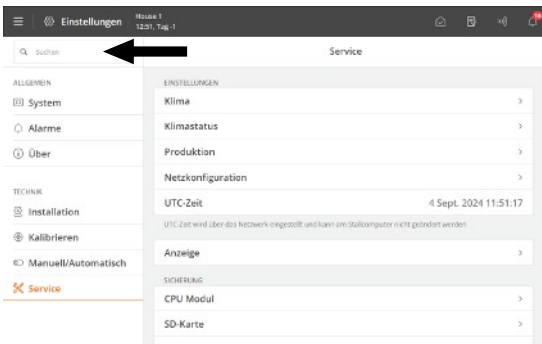 Einstellungen
House 1
12:51, Tag -1
Suchen
Service
ALLGEMEIN
System
Alarme
Über
TECHNIK
Installation
Kalibrieren
Manuell/Automatisch
Service
EINSTELLUNGEN
Klima
Klimastatus
Produktion
Netzkonfiguration
UTC-Zeit 4 Sept. 2024 11:51:17
UTC-Zeit wird über das Netzwerk eingestellt und kann am Stallcomputer nicht geändert werden
Anzeige
SICHERUNG
CPU Modul
SD-Karte